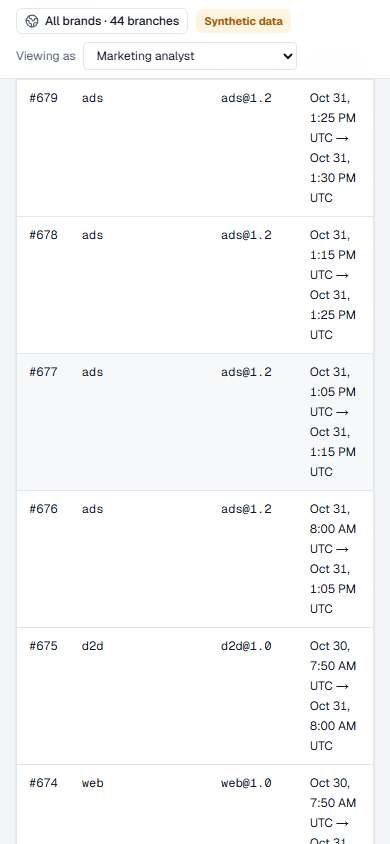 All brands · 44 branches
Synthetic data
Viewing as
Marketing analyst
#679 ads ads@1.2 Oct 31,
1:25 PM
UTC →
Oct 31,
1:30 PM
UTC
#678 ads ads@1.2 Oct 31,
1:15 PM
UTC →
Oct 31,
1:25 PM
UTC
#677 ads ads@1.2 Oct 31,
1:05 PM
UTC →
Oct 31,
1:15 PM
UTC
#676 ads ads@1.2 Oct 31,
8:00 AM
UTC →
Oct 31,
1:05 PM
UTC
#675 d2d d2d@1.0 Oct 30,
7:50 AM
UTC →
Oct 31,
8:00 AM
UTC
#674 web web@1.0 Oct 30,
7:50 AM
UTC →
Oct 31,